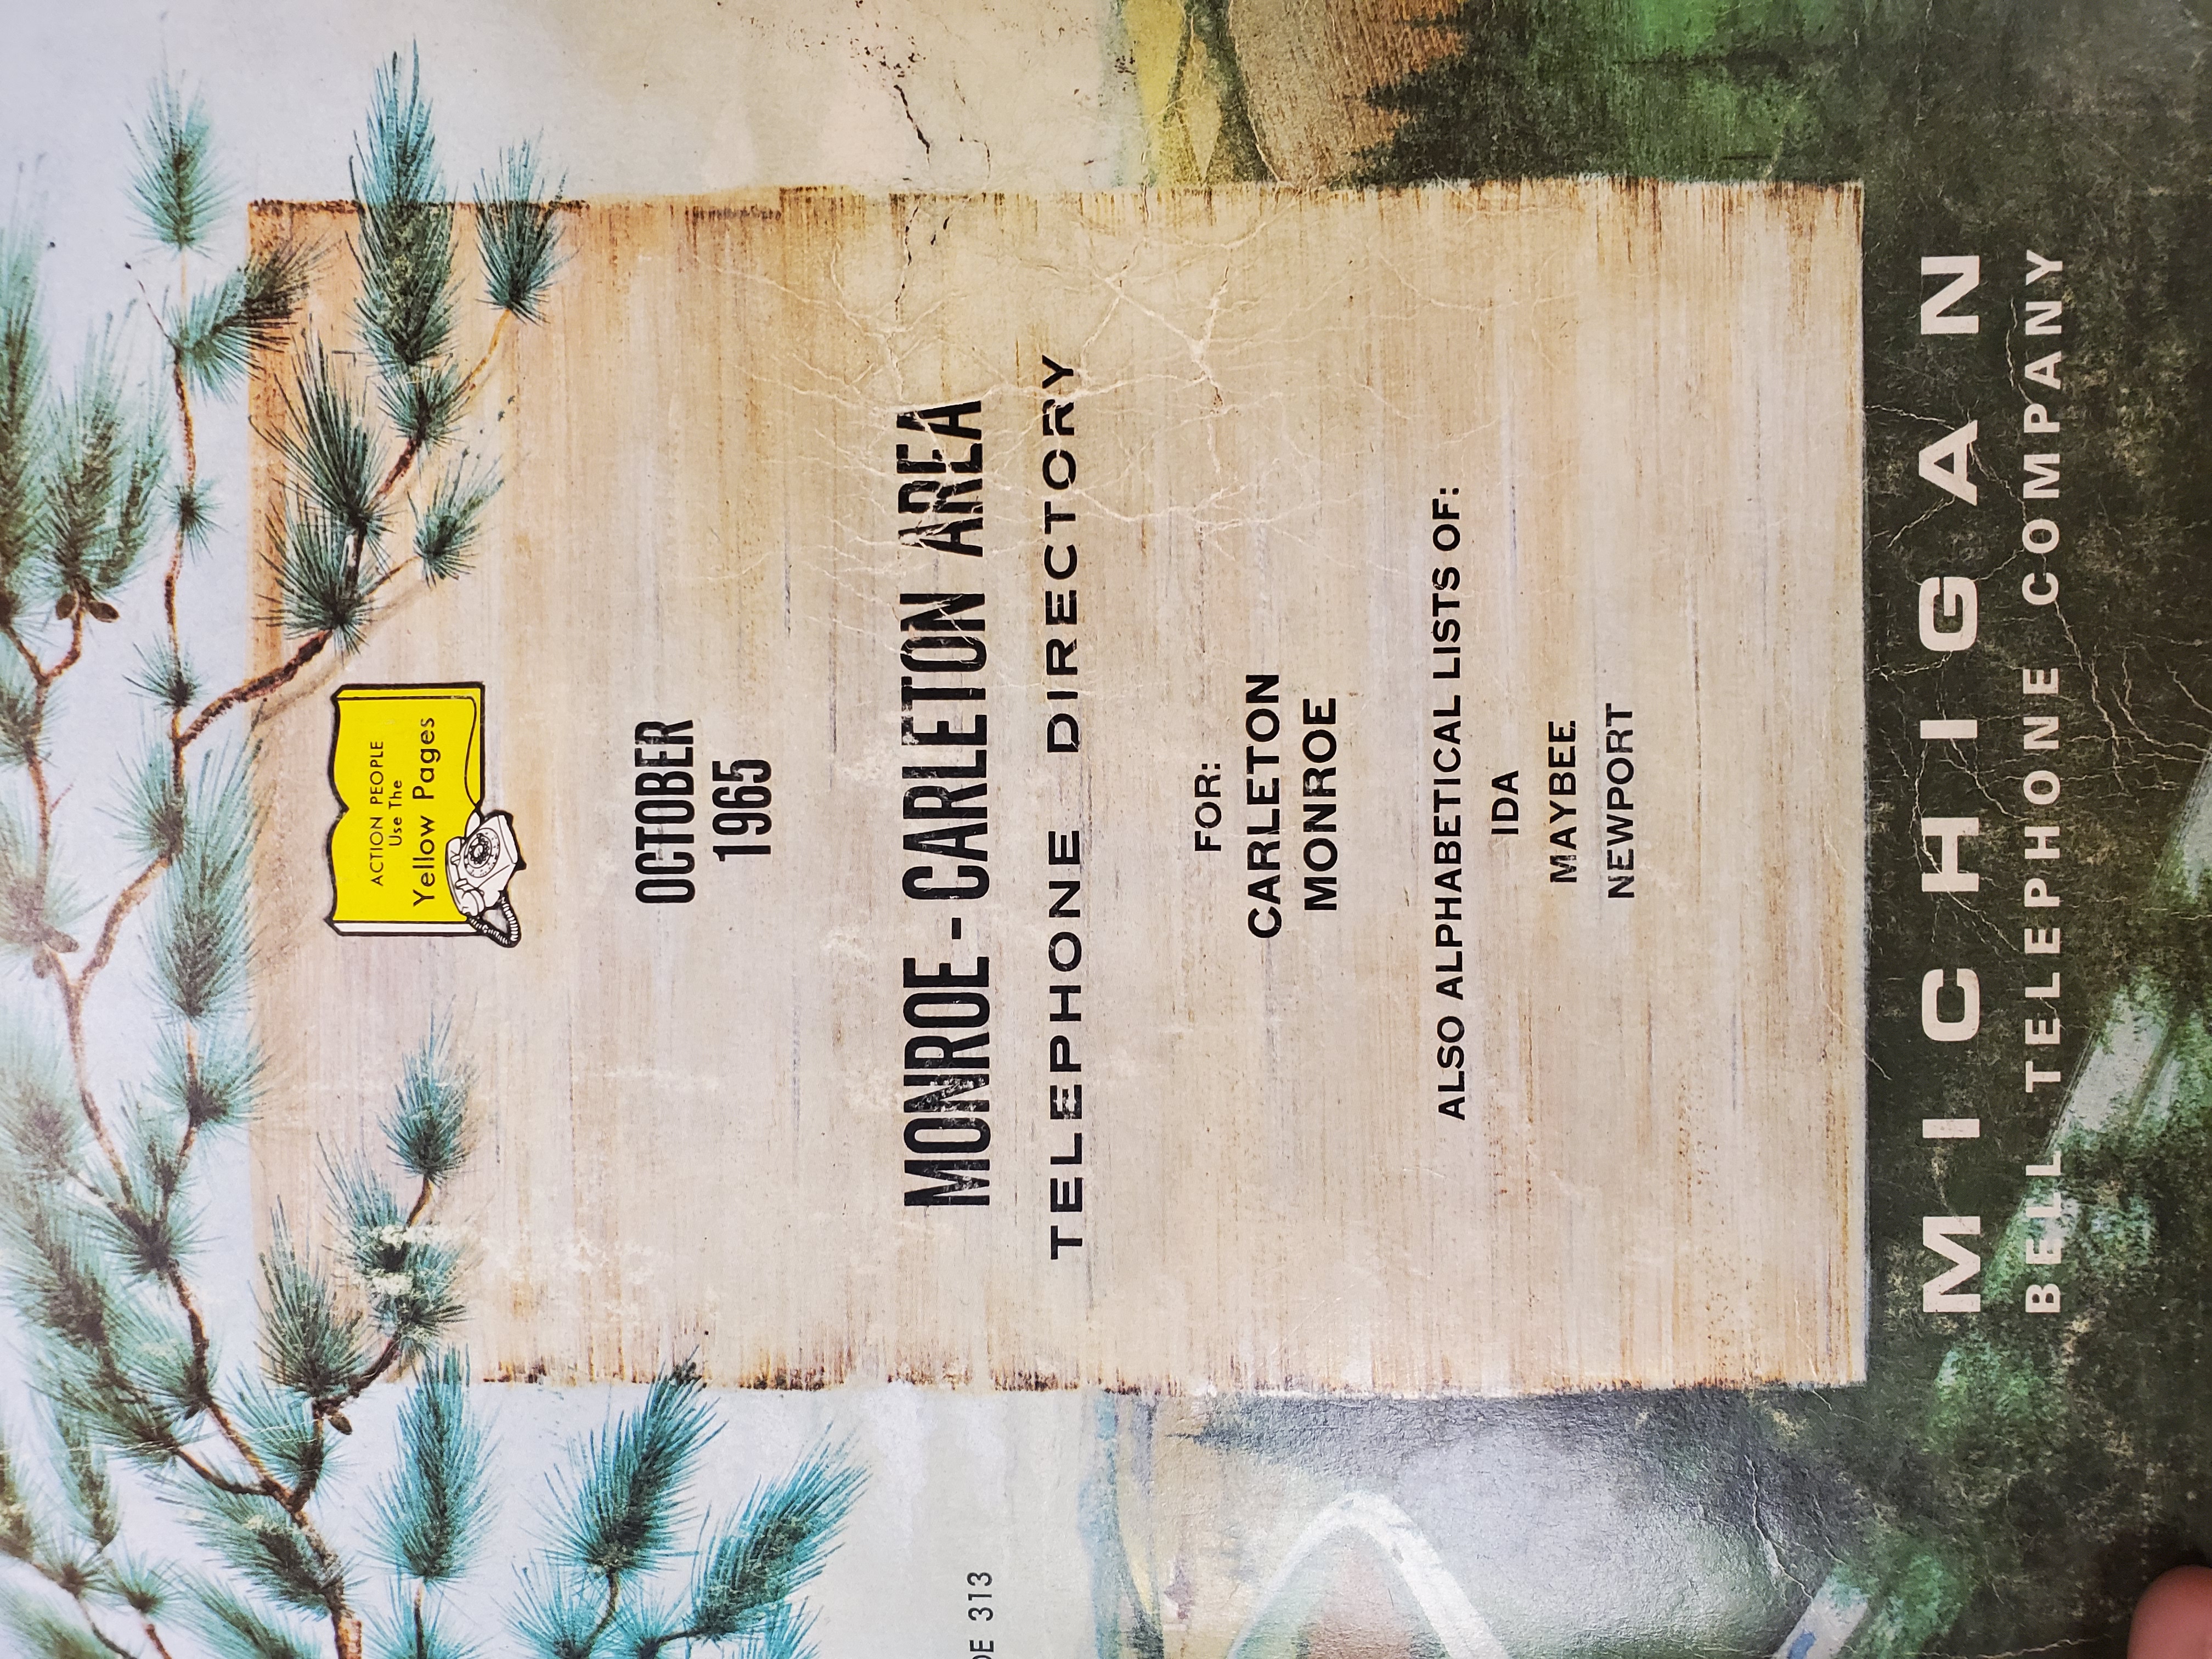 ACTION PEOPLE
Use The
Yellow Pages
OCTOBER
1965
MONROE - CARLETON AREA
TELEPHONE DIRECTORY
FOR:
CARLETON
MONROE
ALSO ALPHABETICAL LISTS OF:
IDA
MAYBEE
NEWPORT
MICHIGAN
BELL TELEPHONE COMPANY
313